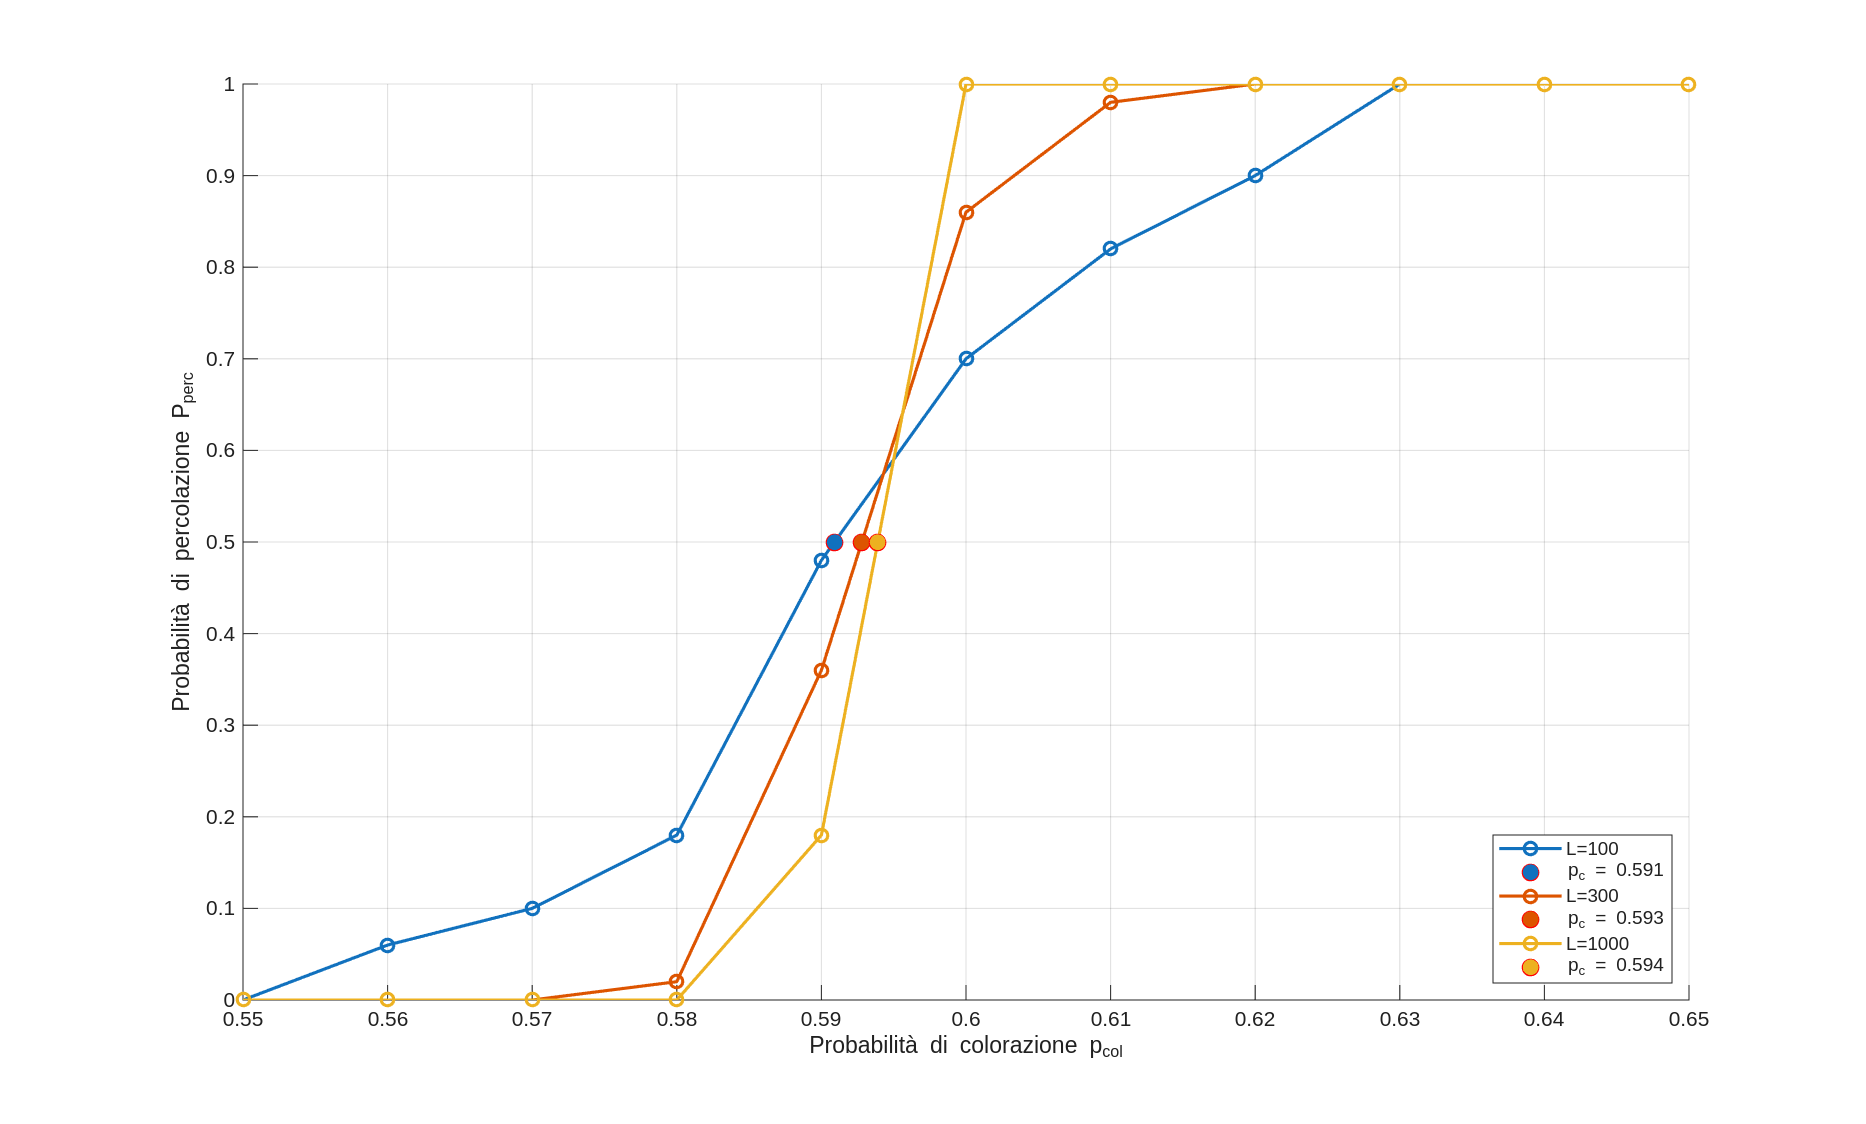 1
0.9
0.8
0.7
0.6
0.5
0.4
0.3
0.2
0.1
0
Probabilità di percolazione Pperc
0.55 0.56 0.57 0.58 0.59 0.6 0.61 0.62 0.63 0.64 0.65
Probabilità di colorazione pcol
L=100
pc = 0.591
L=300
pc = 0.593
L=1000
pc = 0.594